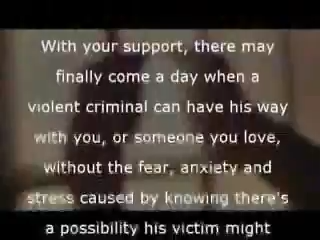 With your support, there may
finally come a day when a
violent criminal can have his way
with you, or someone you love,
without the fear, anxiety and
stress caused by knowing there's
a possibility his victim might